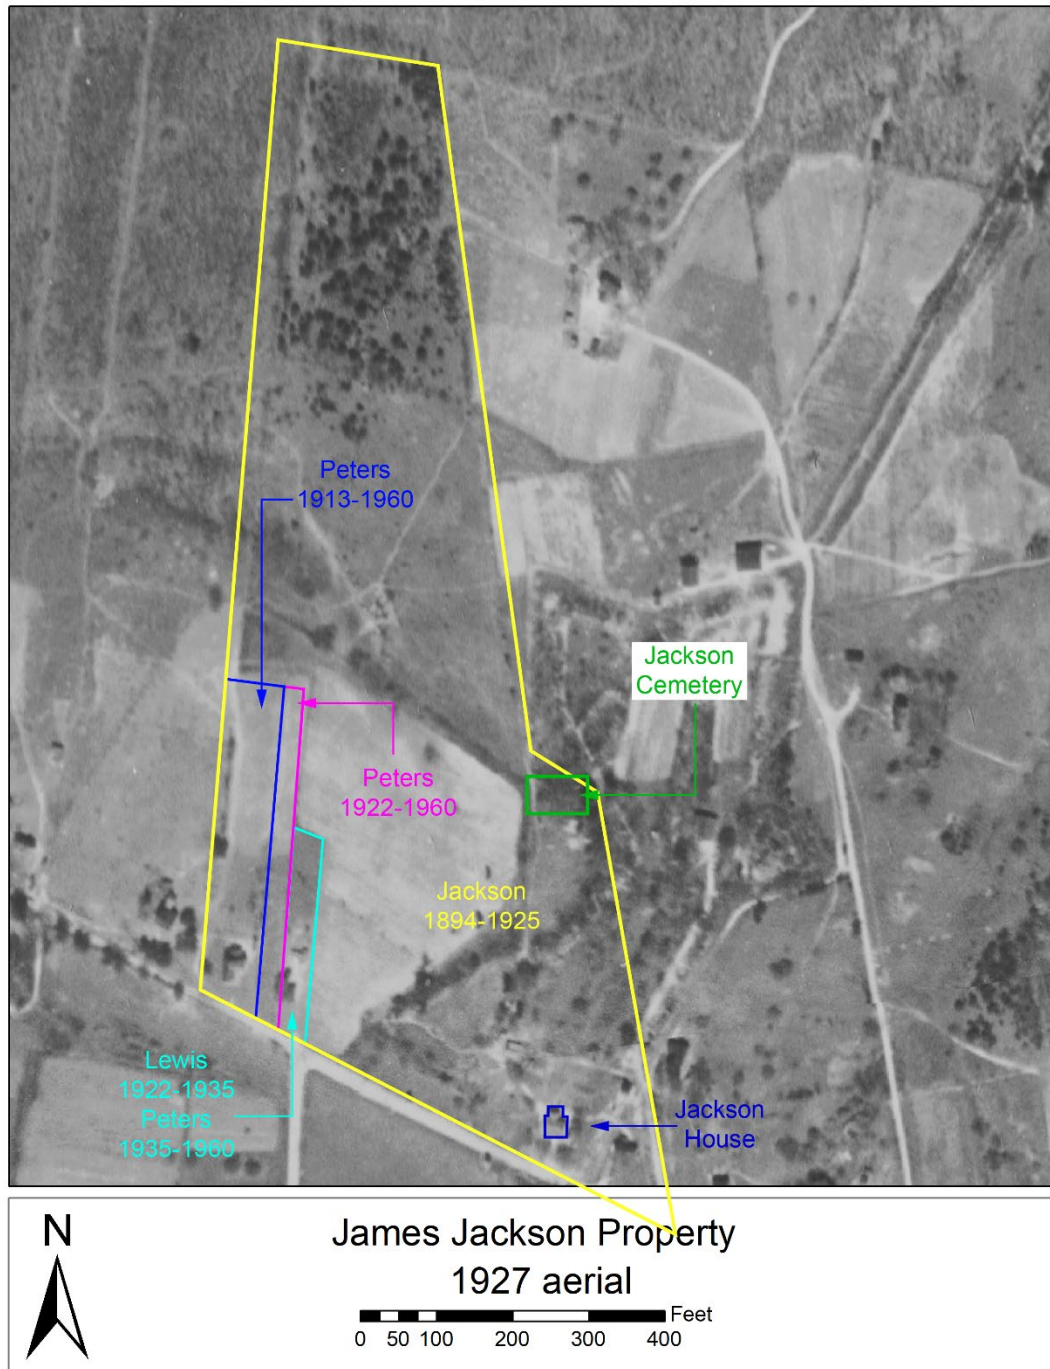 Peters
1913-1960
Jackson
Cemetery
Peters
1922-1960
Jackson
1894-1925
Lewis
1922-1935
Peters
1935-1960
Jackson
House
N
James Jackson Property
1927 aerial
Feet
0 50 100 200 300 400